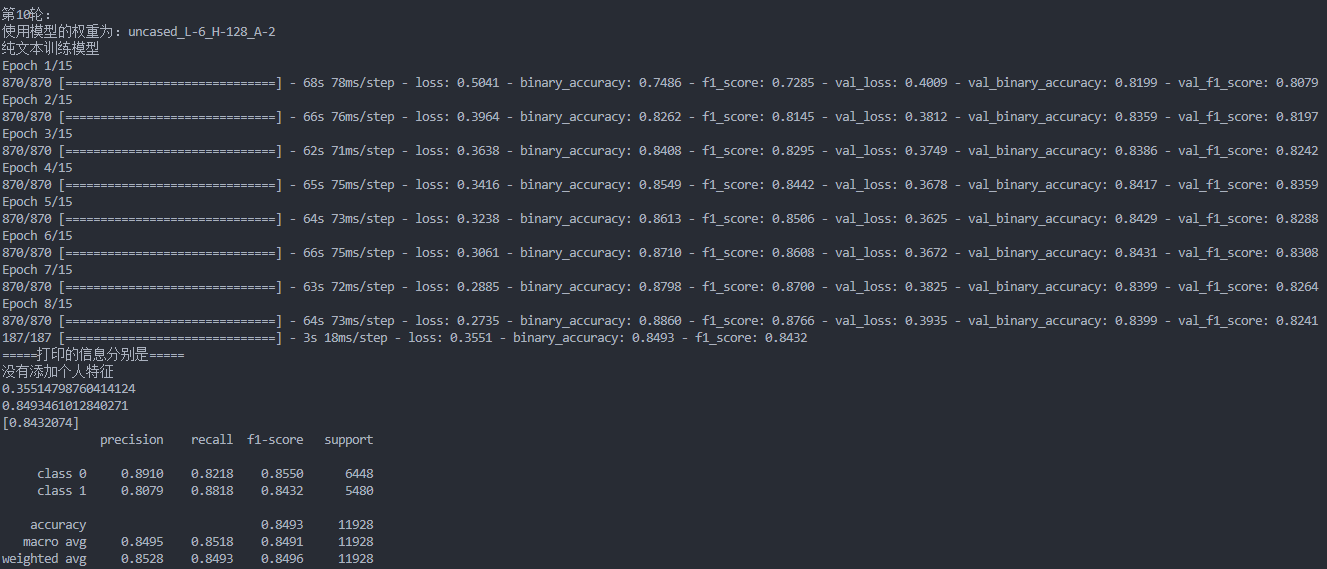 第10轮：
使用模型的权重为：uncased_L-6_H-128_A-2
纯文本训练模型
Epoch 1/15
870/870 [==============================] - 68s 78ms/step - loss: 0.5041 - binary_accuracy: 0.7486 - f1_score: 0.7285 - val_loss: 0.4009 - val_binary_accuracy: 0.8199 - val_f1_score: 0.8079
Epoch 2/15
870/870 [==============================] - 66s 76ms/step - loss: 0.3964 - binary_accuracy: 0.8262 - f1_score: 0.8145 - val_loss: 0.3812 - val_binary_accuracy: 0.8359 - val_f1_score: 0.8197
Epoch 3/15
870/870 [==============================] - 62s 71ms/step - loss: 0.3638 - binary_accuracy: 0.8408 - f1_score: 0.8295 - val_loss: 0.3749 - val_binary_accuracy: 0.8386 - val_f1_score: 0.8242
Epoch 4/15
870/870 [==============================] - 65s 75ms/step - loss: 0.3416 - binary_accuracy: 0.8549 - f1_score: 0.8442 - val_loss: 0.3678 - val_binary_accuracy: 0.8417 - val_f1_score: 0.8359
Epoch 5/15
870/870 [==============================] - 64s 73ms/step - loss: 0.3238 - binary_accuracy: 0.8613 - f1_score: 0.8506 - val_loss: 0.3625 - val_binary_accuracy: 0.8429 - val_f1_score: 0.8288
Epoch 6/15
870/870 [==============================] - 66s 75ms/step - loss: 0.3061 - binary_accuracy: 0.8710 - f1_score: 0.8608 - val_loss: 0.3672 - val_binary_accuracy: 0.8431 - val_f1_score: 0.8308
Epoch 7/15
870/870 [==============================] - 63s 72ms/step - loss: 0.2885 - binary_accuracy: 0.8798 - f1_score: 0.8700 - val_loss: 0.3825 - val_binary_accuracy: 0.8399 - val_f1_score: 0.8264
Epoch 8/15
870/870 [==============================] - 64s 73ms/step - loss: 0.2735 - binary_accuracy: 0.8860 - f1_score: 0.8766 - val_loss: 0.3935 - val_binary_accuracy: 0.8399 - val_f1_score: 0.8241
187/187 [==============================] - 3s 18ms/step - loss: 0.3551 - binary_accuracy: 0.8493 - f1_score: 0.8432
=====打印的信息分别是=====
没有添加个人特征
0.35514798760414124
0.8493461012840271
[0.8432074]
precision recall f1-score support
class 0 0.8910 0.8218 0.8550 6448
class 1 0.8079 0.8818 0.8432 5480
accuracy 0.8493 11928
macro avg 0.8495 0.8518 0.8491 11928
weighted avg 0.8528 0.8493 0.8496 11928